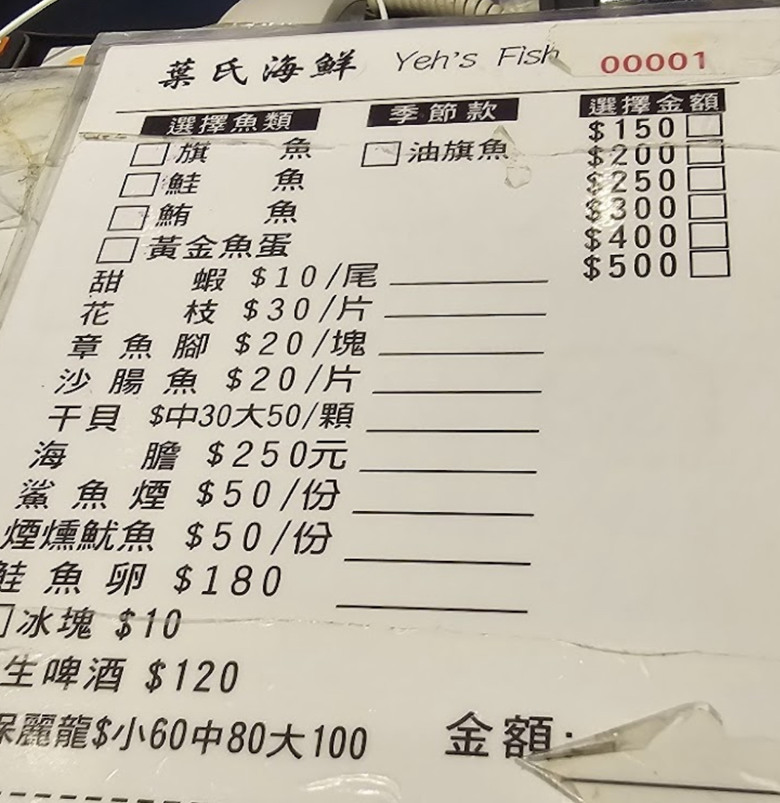 葉氏海鮮 Yeh's Fish 00001
選擇魚類 季節款 選擇金額
旗 魚 油旗魚 $150
鮭 魚 $200
鮪 魚 $250
黃金魚蛋 $300
$400
$500
甜 蝦 $10/尾
花 枝 $30/片
章魚腳 $20/塊
沙腸魚 $20/片
干貝 $中30大50/顆
海 膽 $250元
鯊魚煙 $50/份
煙燻魷魚 $50/份
鮭魚卵 $180
冰塊 $10
生啤酒 $120
保麗龍$小60中80大100 金額: